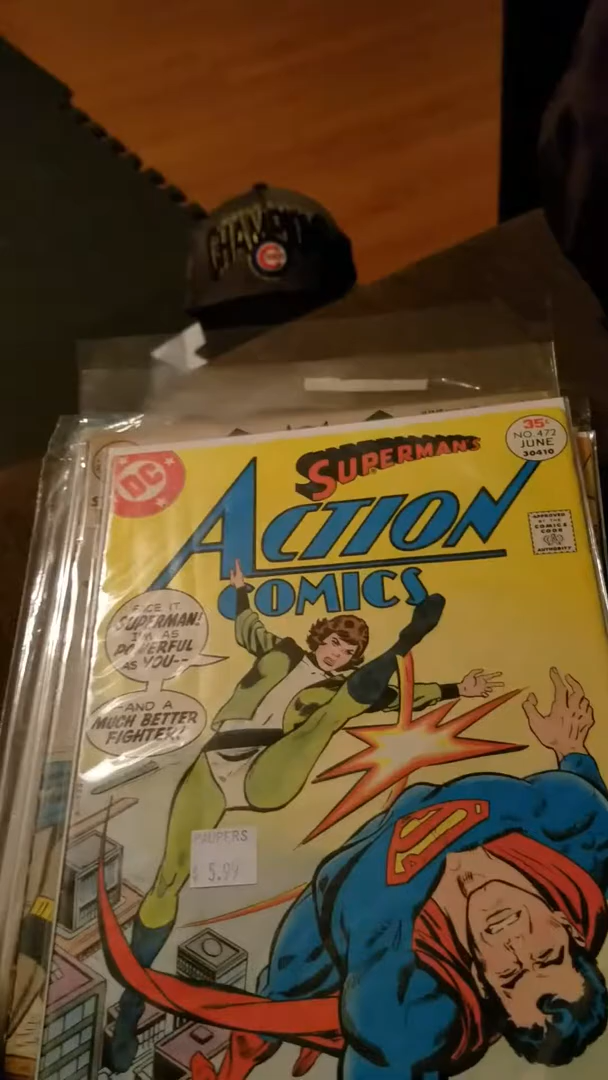 CHAMPIONS
DC
SUPERMAN'S
ACTION
COMICS
35¢
NO. 472
JUNE
30410
APPROVED
BY THE
COMICS
CODE
AUTHORITY
FACE IT
SUPERMAN!
I'M AS
POWERFUL
AS YOU--
--AND A
MUCH BETTER
FIGHTER!
PAUPERS
$ 5.99